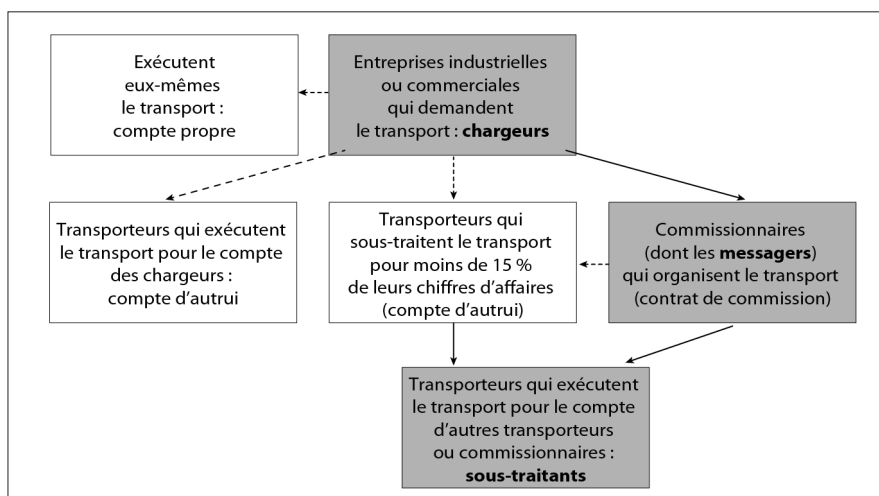 Exécutent
eux-mêmes
le transport :
compte propre
Entreprises industrielles
ou commerciales
qui demandent
le transport : chargeurs
Transporteurs qui exécutent
le transport pour le compte
des chargeurs :
compte d’autrui
Transporteurs qui
sous-traitent le transport
pour moins de 15 %
de leurs chiffres d’affaires
(compte d’autrui)
Commissionnaires
(dont les messagers)
qui organisent le transport
(contrat de commission)
Transporteurs qui exécutent
le transport pour le compte
d’autres transporteurs
ou commissionnaires :
sous-traitants